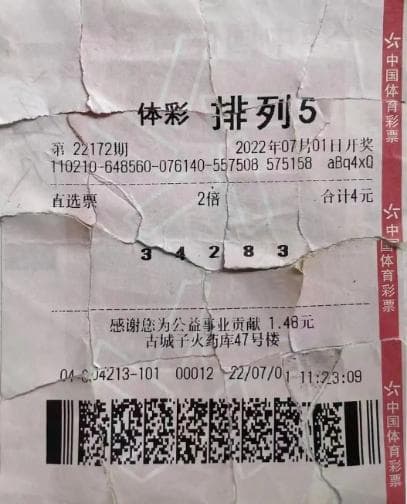 体彩 排列5
第 22172期 2022年07月01日开奖
110210-648560-076140-557508 575158 aBq4xQ
直选票 2倍 合计4元
3 4 2 8 3
感谢您为公益事业贡献 1.48元
古城子火药库47号楼
00012 22/07/01 11:23:09
中国体育彩票
中国体育彩票
中国体育彩票